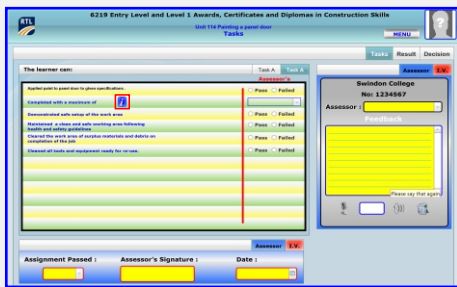 RTL
6219 Entry Level and Level 1 Awards, Certificates and Diplomas in Construction Skills
Unit 114 Painting a panel door
Tasks
MENU
?
Tasks Result Decision
The learner can: Task A Task A
Assessor's
Applied paint to panel door to given specifications. Pass Failed
Completed with a maximum of i
Demonstrated safe setup of the work area Pass Failed
Maintained a clean and safe working area following
health and safety guidelines Pass Failed
Cleared the work area of surplus materials and debris on
completion of the job Pass Failed
Cleaned all tools and equipment ready for re-use. Pass Failed
Assessor I.V.
Swindon College
No: 1234567
Assessor :
Feedback
Please say that again
Assessor I.V.
Assignment Passed : Assessor's Signature : Date :